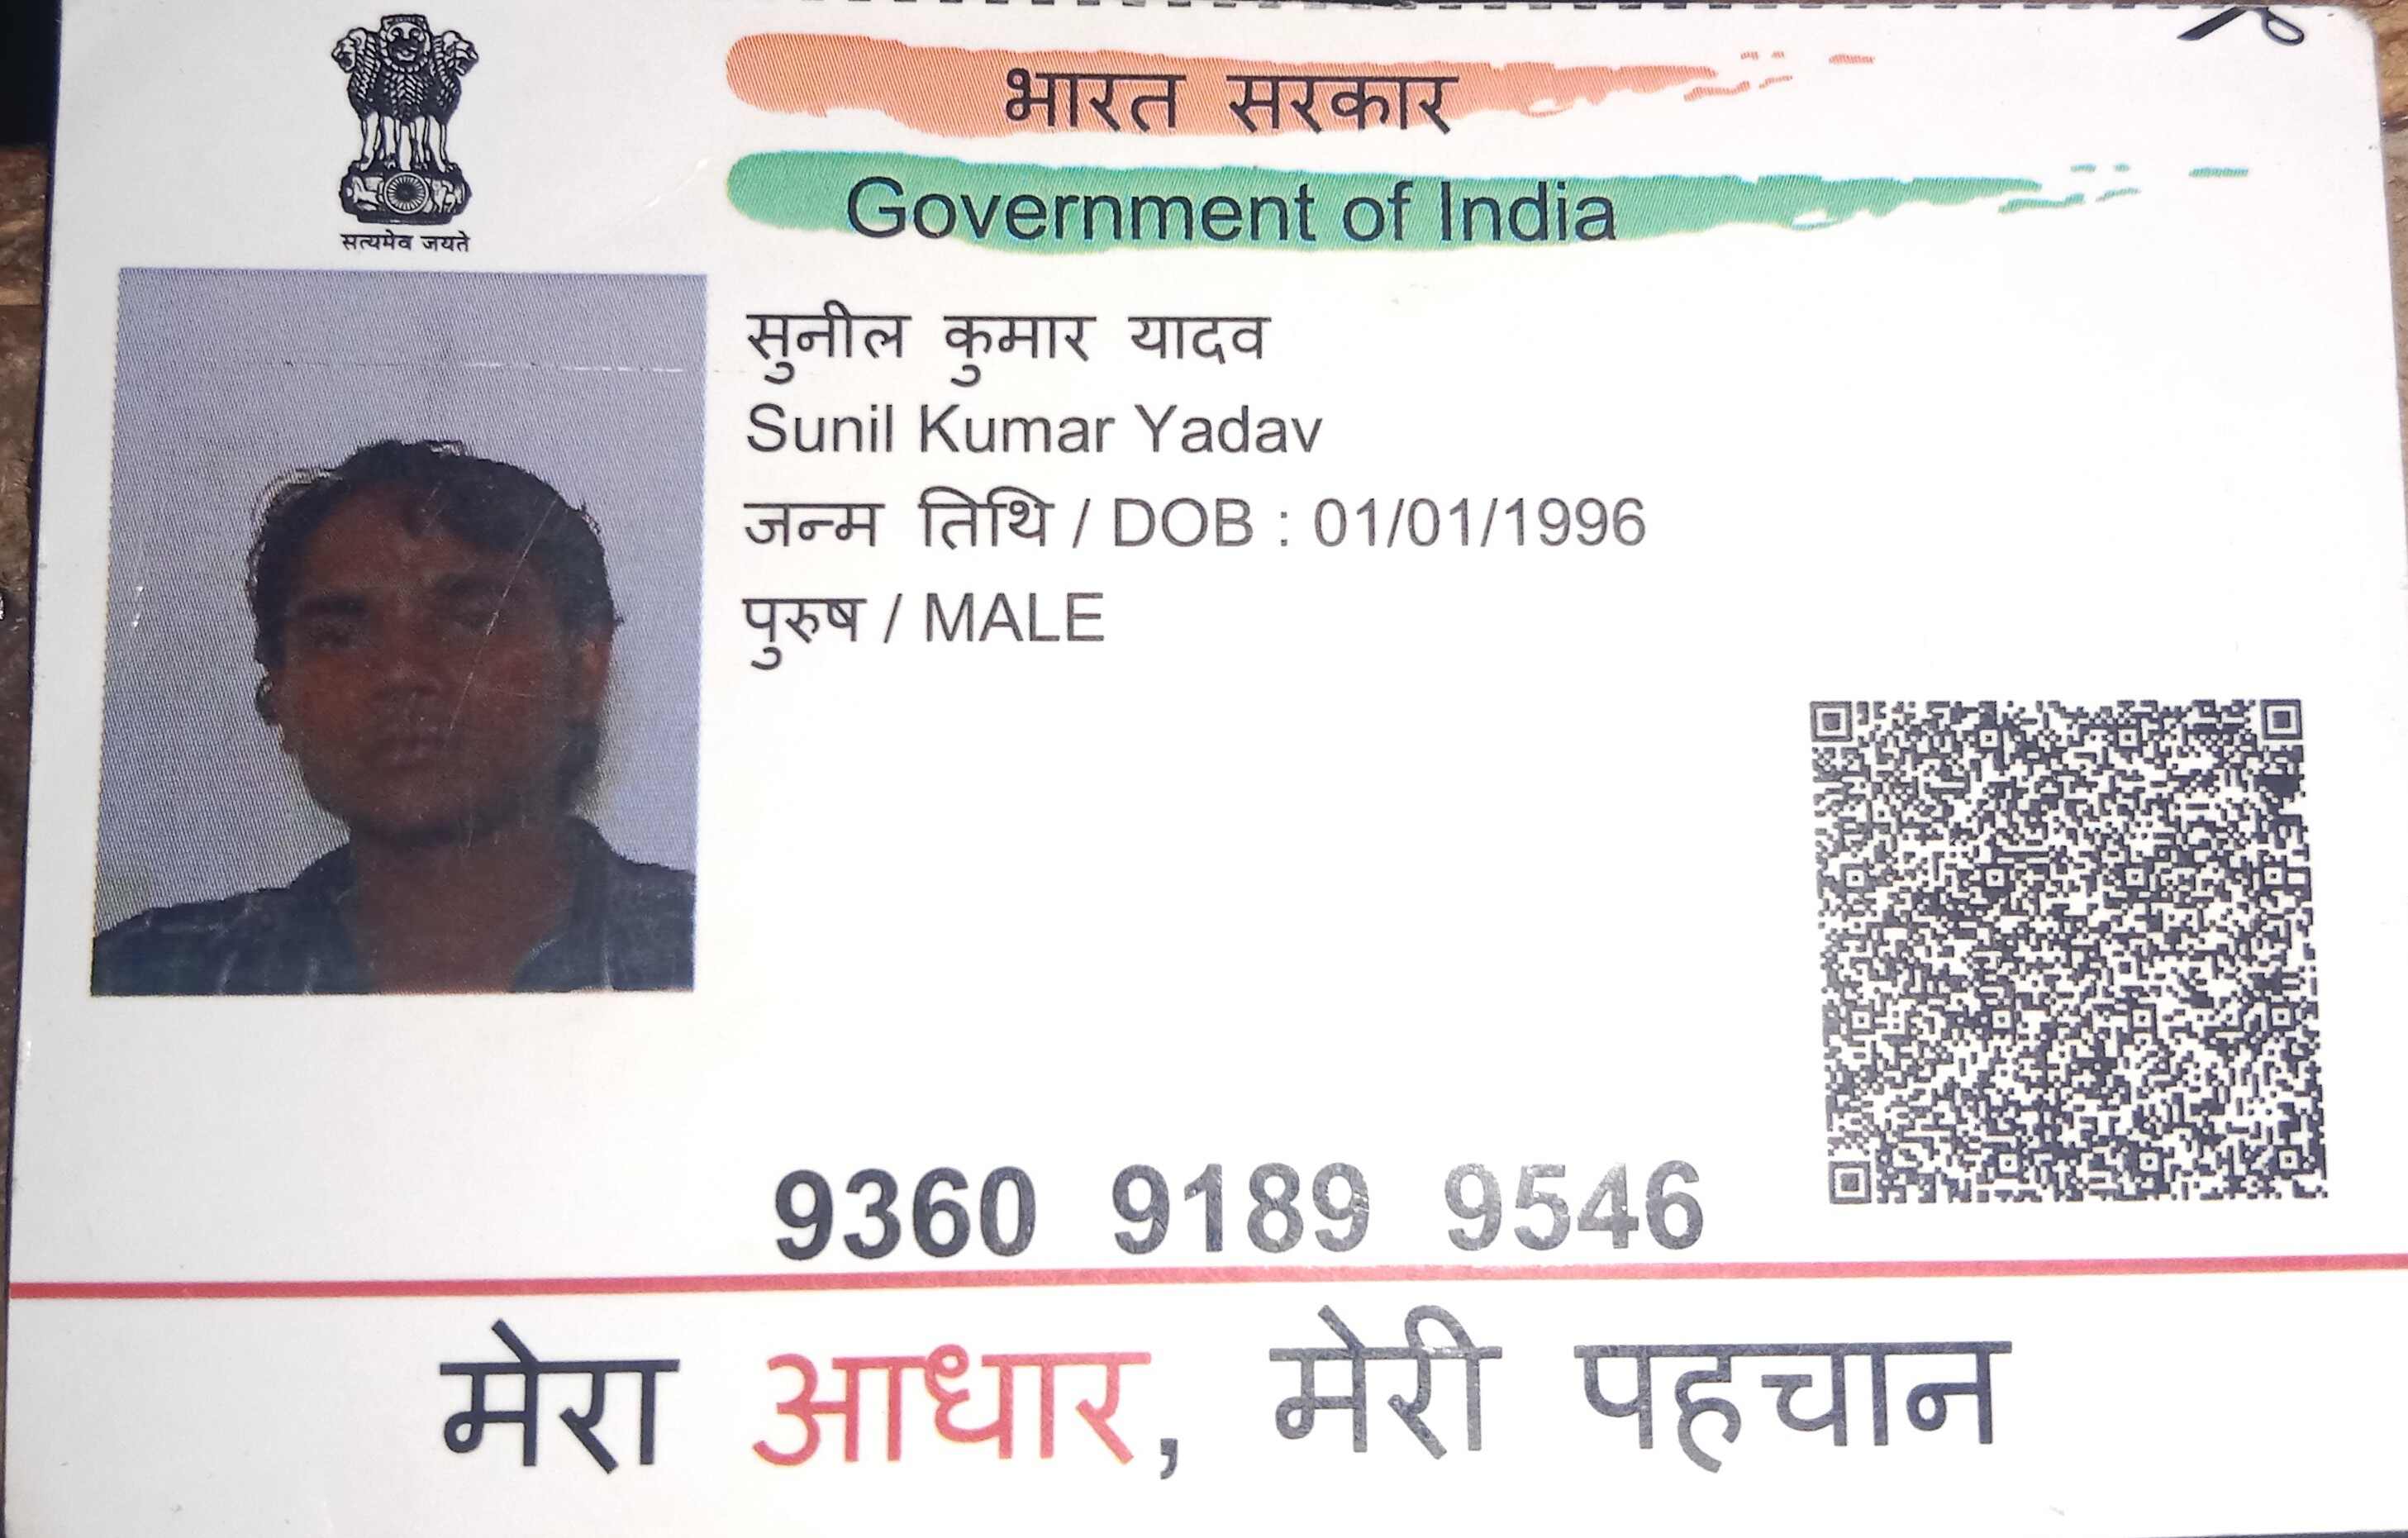 सत्यमेव जयते
भारत सरकार
Government of India
सुनील कुमार यादव
Sunil Kumar Yadav
जन्म तिथि / DOB : 01/01/1996
पुरुष / MALE
9360 9189 9546
मेरा आधार, मेरी पहचान